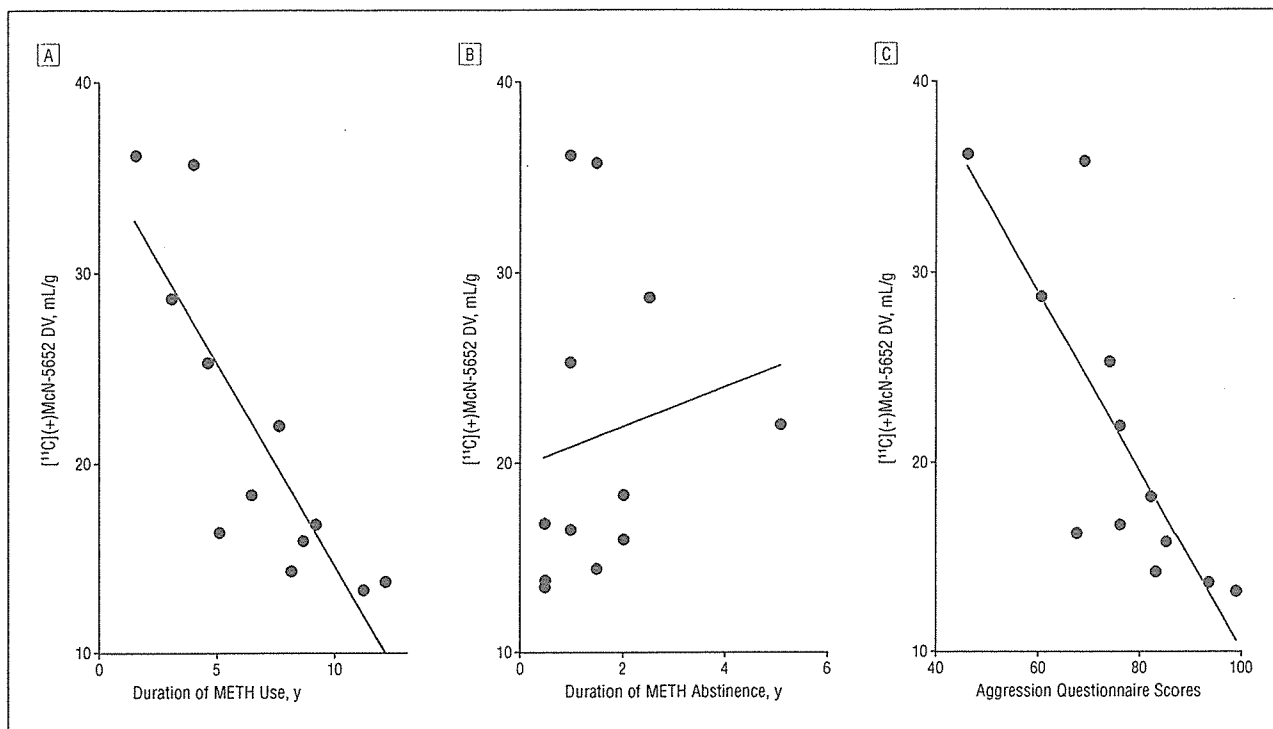 A
40
30
20
10
0
5
10
[¹¹C](+)McN-5652 DV, mL/g
Duration of METH Use, y
B
40
30
20
10
0
2
4
6
[¹¹C](+)McN-5652 DV, mL/g
Duration of METH Abstinence, y
C
40
30
20
10
40
60
80
100
[¹¹C](+)McN-5652 DV, mL/g
Aggression Questionnaire Scores